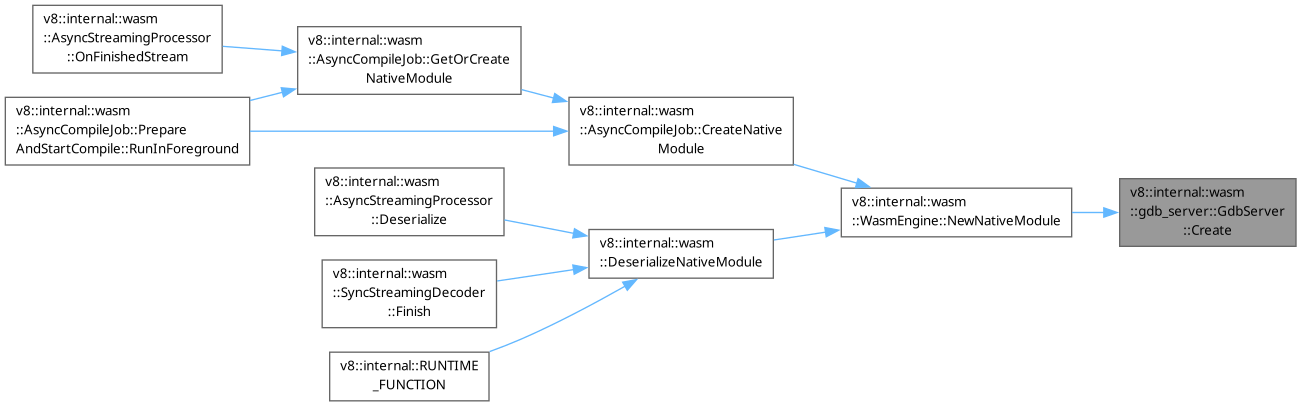 v8::internal::wasm
::AsyncStreamingProcessor
::OnFinishedStream
v8::internal::wasm
::AsyncCompileJob::GetOrCreate
NativeModule
v8::internal::wasm
::AsyncCompileJob::Prepare
AndStartCompile::RunInForeground
v8::internal::wasm
::AsyncCompileJob::CreateNative
Module
v8::internal::wasm
::AsyncStreamingProcessor
::Deserialize
v8::internal::wasm
::WasmEngine::NewNativeModule
v8::internal::wasm
::gdb_server::GdbServer
::Create
v8::internal::wasm
::DeserializeNativeModule
v8::internal::wasm
::SyncStreamingDecoder
::Finish
v8::internal::RUNTIME
_FUNCTION